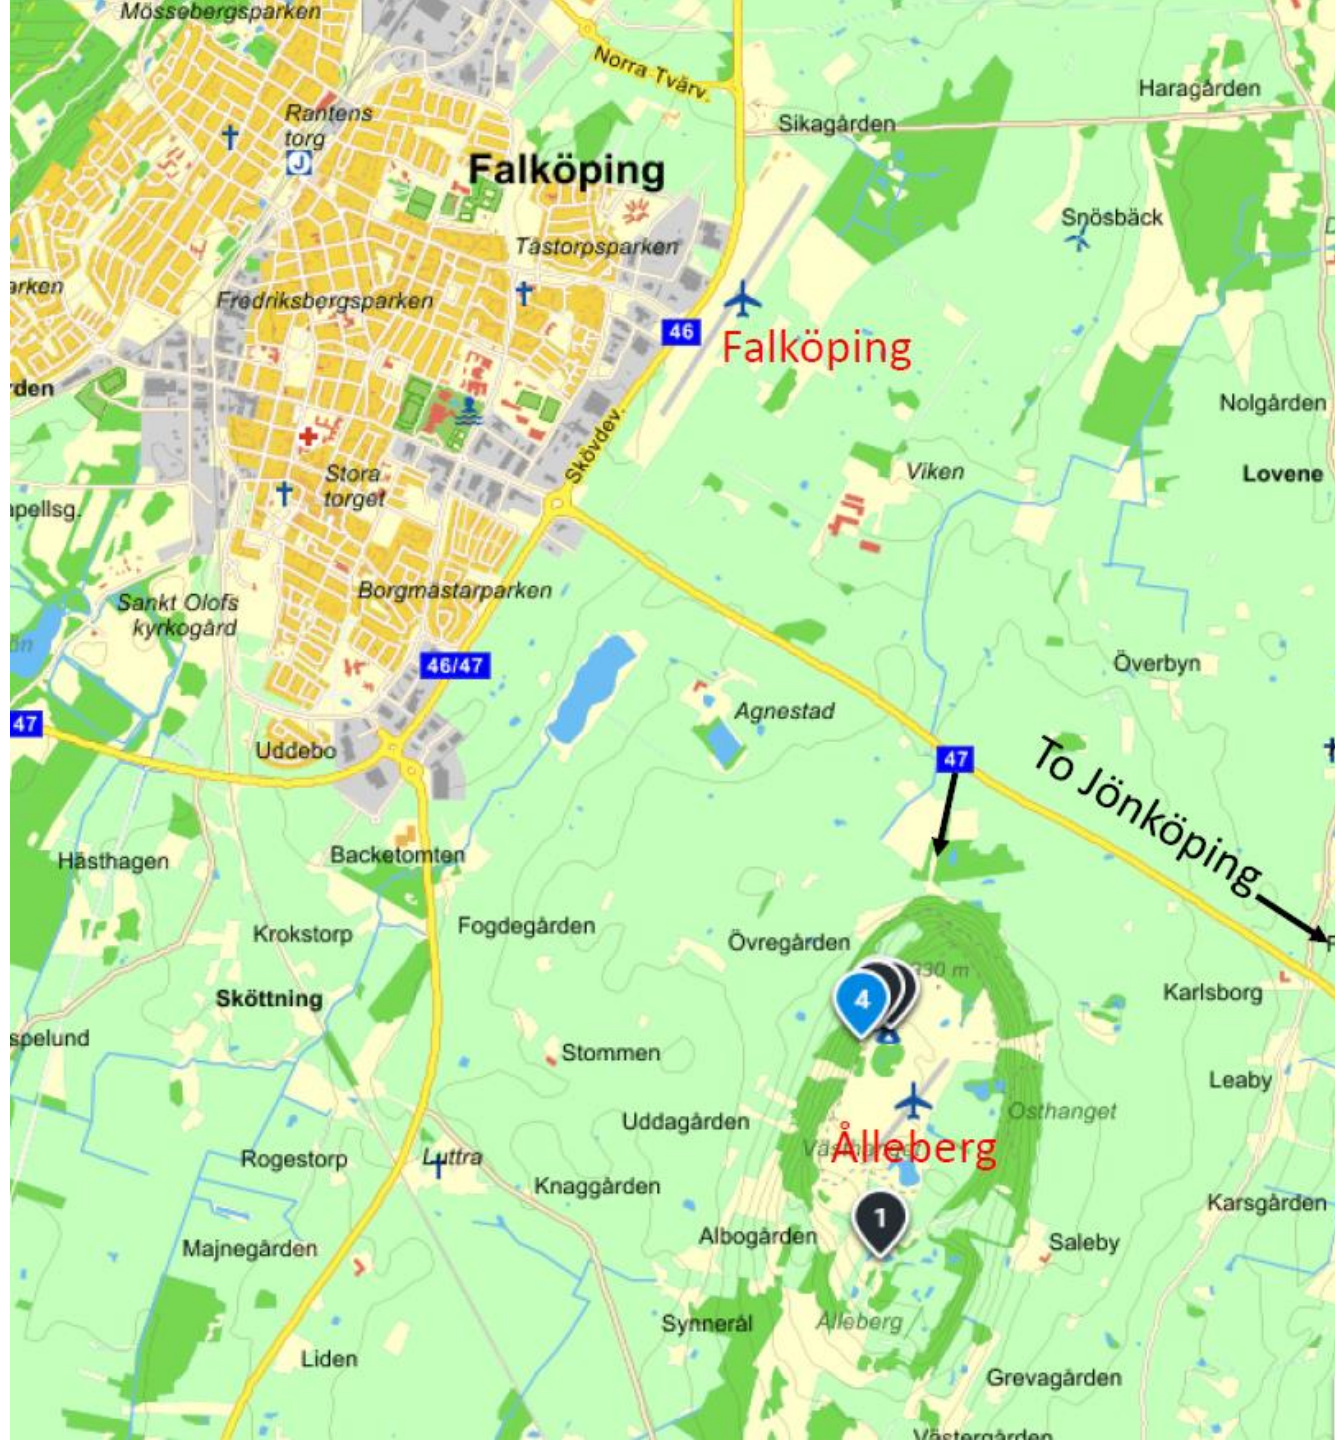 Mössebergsparken
Norra Tvärv.
Haragården
Rantens
torg
J
Sikagården
Falköping
Snösbäck
Tåstorpsparken
arken
Fredriksbergsparken
46
Falköping
rden
Nolgården
Skövdev.
Stora
torget
Viken
Lovene
apellsg.
Borgmästarparken
Sankt Olofs
kyrkogård
46/47
Överbyn
47
Agnestad
Uddebo
47
To Jönköping
Hästhagen
Backetomten
Krokstorp
Fogdegården
Övregården
330 m
4
Sköttning
Karlsborg
spelund
Stommen
Leaby
Uddagården
Östhanget
Ålleberg
Rogestorp
Luttra
Knaggården
Karsgården
1
Majnegården
Albogården
Saleby
Synnerål
Ålleberg
Liden
Grevagården
Västergården